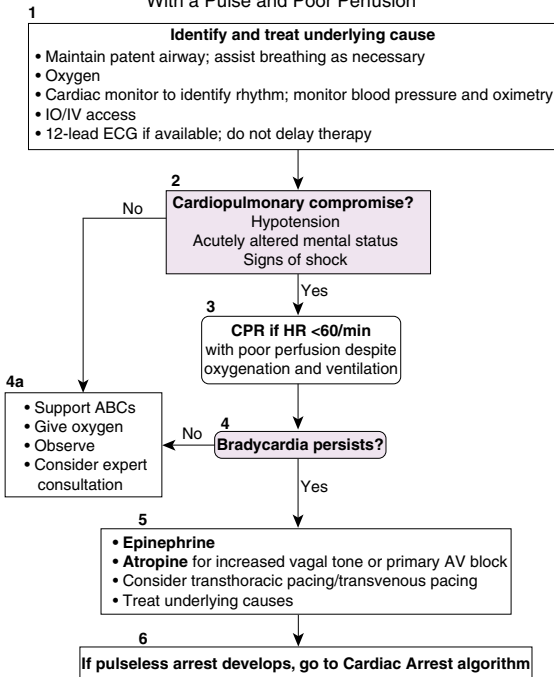 With a Pulse and Poor Perfusion
1
Identify and treat underlying cause
• Maintain patent airway; assist breathing as necessary
• Oxygen
• Cardiac monitor to identify rhythm; monitor blood pressure and oximetry
• IO/IV access
• 12-lead ECG if available; do not delay therapy
2
No
Cardiopulmonary compromise?
Hypotension
Acutely altered mental status
Signs of shock
Yes
3
CPR if HR <60/min
with poor perfusion despite
oxygenation and ventilation
4a
• Support ABCs
• Give oxygen
• Observe
• Consider expert
consultation
No
4
Bradycardia persists?
Yes
5
• Epinephrine
• Atropine for increased vagal tone or primary AV block
• Consider transthoracic pacing/transvenous pacing
• Treat underlying causes
6
If pulseless arrest develops, go to Cardiac Arrest algorithm